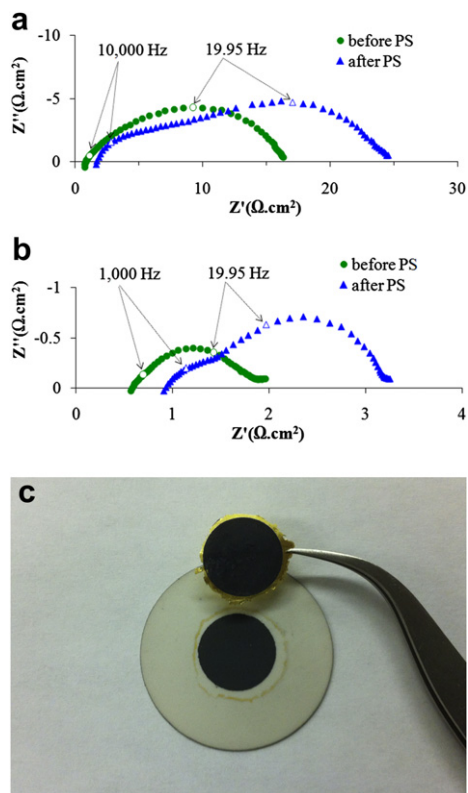 a
-10
-5
0
Z''(Ω.cm²)
10,000 Hz
19.95 Hz
before PS
after PS
0 10 20 30
Z'(Ω.cm²)
b
-1
-0.5
0
Z''(Ω.cm²)
1,000 Hz
19.95 Hz
before PS
after PS
0 1 2 3 4
Z'(Ω.cm²)
c